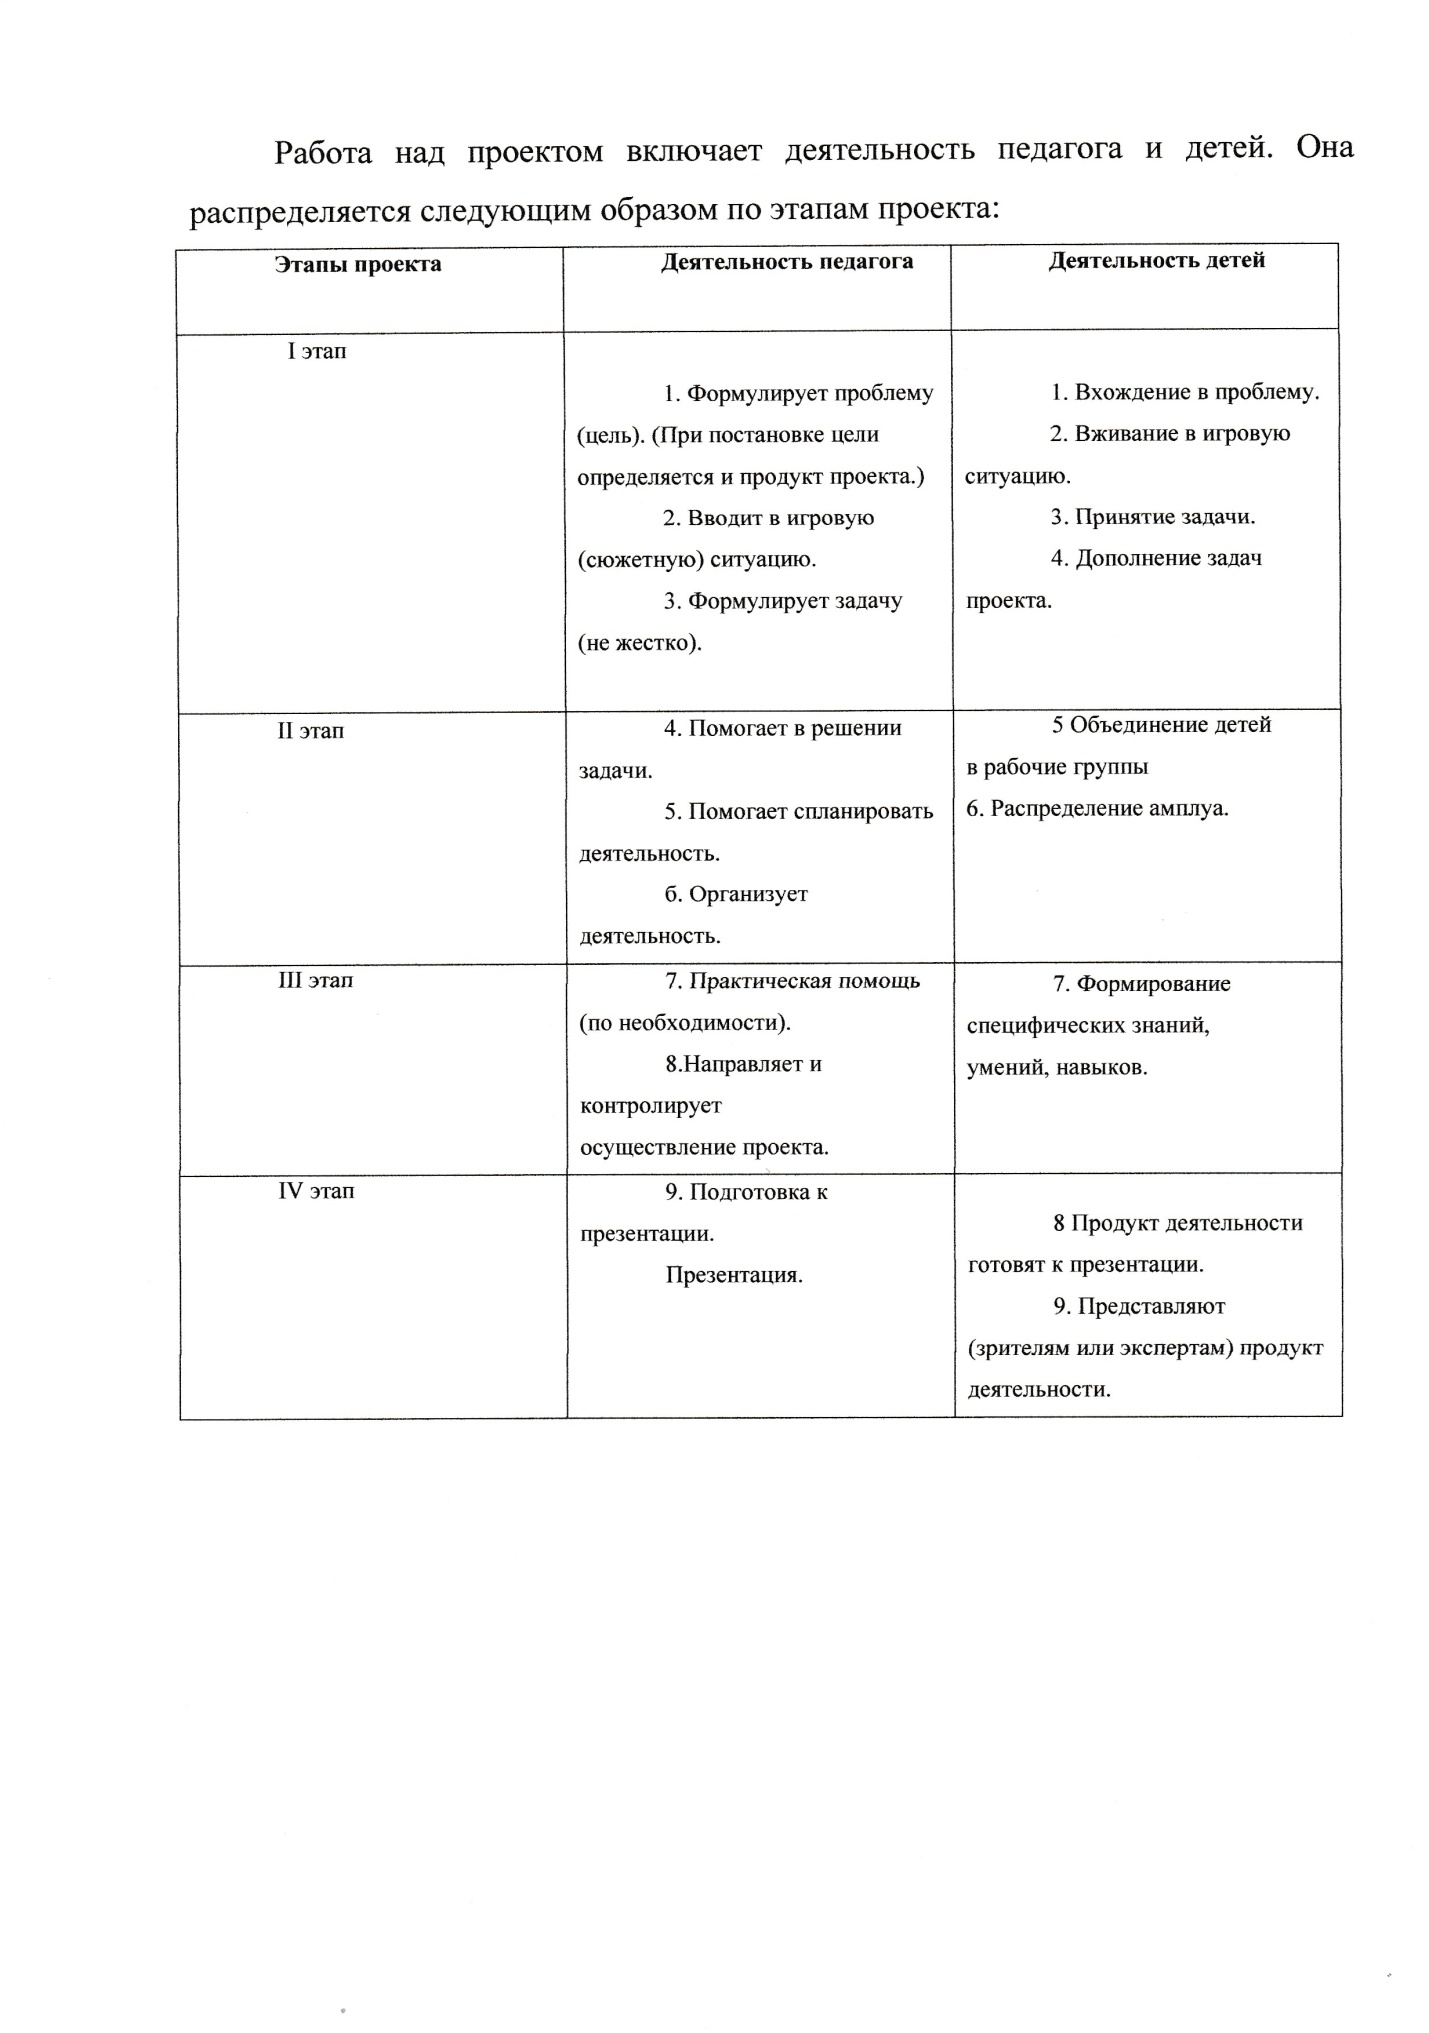 Работа над проектом включает деятельность педагога и детей. Она
распределяется следующим образом по этапам проекта:
Этапы проекта
Деятельность педагога
Деятельность детей
I этап
1. Формулирует проблему
(цель). (При постановке цели
определяется и продукт проекта.)
2. Вводит в игровую
(сюжетную) ситуацию.
3. Формулирует задачу
(не жестко).
1. Вхождение в проблему.
2. Вживание в игровую
ситуацию.
3. Принятие задачи.
4. Дополнение задач
проекта.
II этап
4. Помогает в решении
задачи.
5. Помогает спланировать
деятельность.
б. Организует
деятельность.
5 Объединение детей
в рабочие группы
6. Распределение амплуа.
III этап
7. Практическая помощь
(по необходимости).
8.Направляет и
контролирует
осуществление проекта.
7. Формирование
специфических знаний,
умений, навыков.
IV этап
9. Подготовка к
презентации.
Презентация.
8 Продукт деятельности
готовят к презентации.
9. Представляют
(зрителям или экспертам) продукт
деятельности.